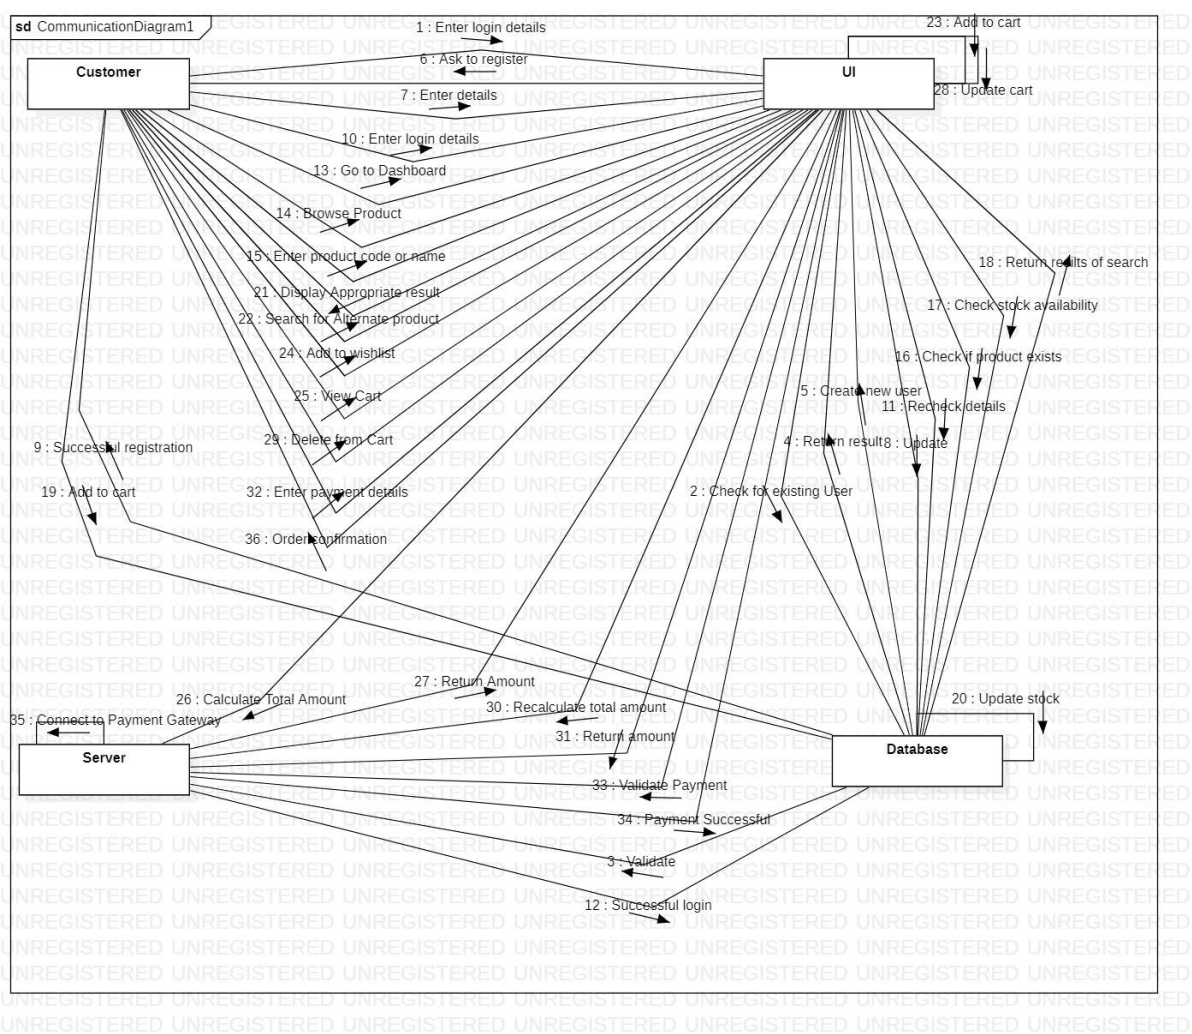 sd CommunicationDiagram1
23 : Add to cart
1 : Enter login details
6 : Ask to register
Customer
UI
28 : Update cart
7 : Enter details
10 : Enter login details
13 : Go to Dashboard
14 : Browse Product
15 : Enter product code or name
18 : Return results of search
21 : Display Appropriate result
17 : Check stock availability
22 : Search for Alternate product
24 : Add to wishlist
16 : Check if product exists
25 : View Cart
5 : Create new user
11 : Recheck details
29 : Delete from Cart
4 : Return result
8 : Update
9 : Successful registration
19 : Add to cart
32 : Enter payment details
2 : Check for existing User
36 : Order confirmation
27 : Return Amount
26 : Calculate Total Amount
20 : Update stock
30 : Recalculate total amount
35 : Connect to Payment Gateway
31 : Return amount
Server
Database
33 : Validate Payment
34 : Payment Successful
3 : Validate
12 : Successful login